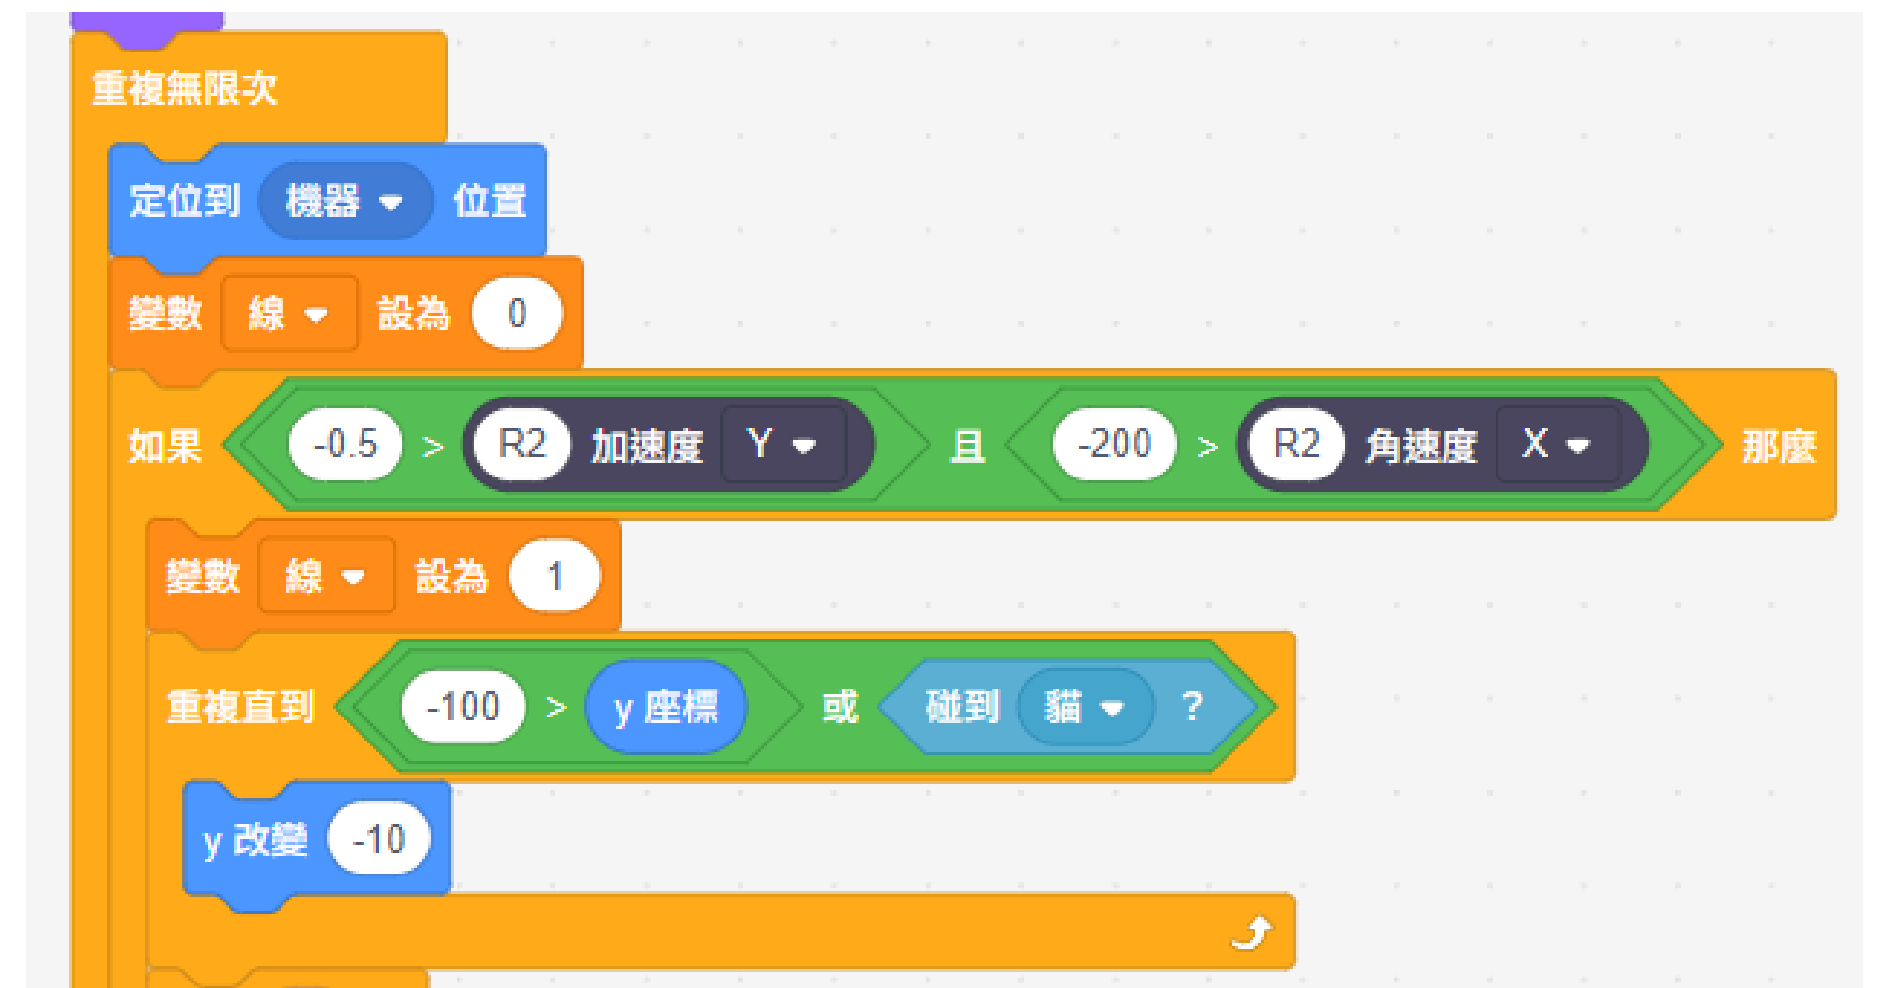 重複無限次
定位到 機器 位置
變數 線 設為 0
如果 -0.5 > R2 加速度 Y 且 -200 > R2 角速度 X 那麼
變數 線 設為 1
重複直到 -100 > y 座標 或 碰到 貓 ?
y 改變 -10